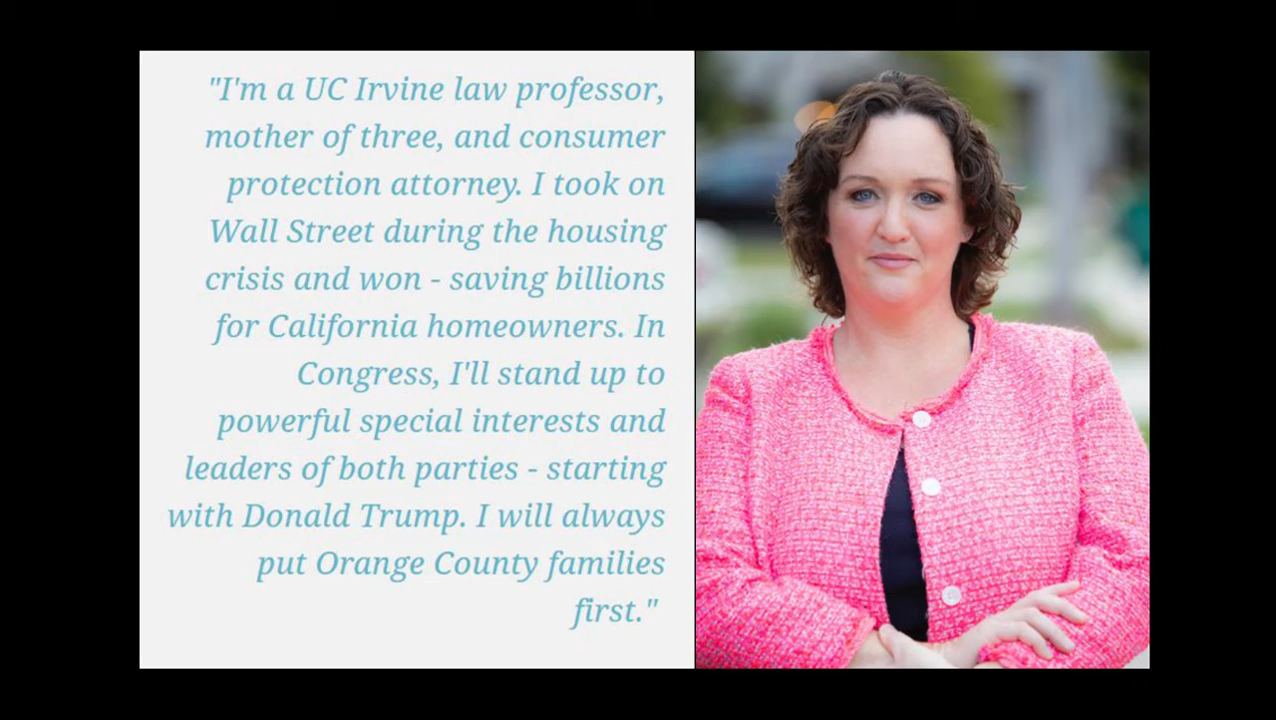 "I'm a UC Irvine law professor,
mother of three, and consumer
protection attorney. I took on
Wall Street during the housing
crisis and won - saving billions
for California homeowners. In
Congress, I'll stand up to
powerful special interests and
leaders of both parties - starting
with Donald Trump. I will always
put Orange County families
first."